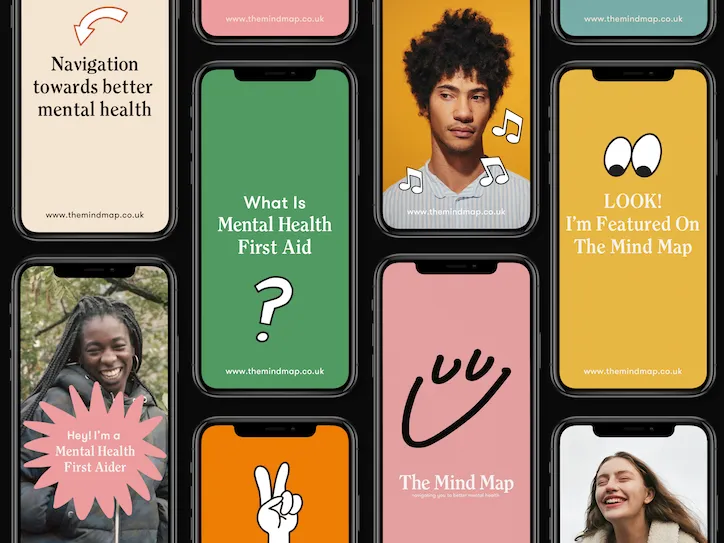 Navigation
towards better
mental health
www.themindmap.co.uk
Hey! I'm a
Mental Health
First Aider
www.themindmap.co.uk
What Is
Mental Health
First Aid
?
www.themindmap.co.uk
www.themindmap.co.uk
The Mind Map
navigating you to better mental health
www.themindmap.co.uk
LOOK!
I'm Featured On
The Mind Map
www.themindmap.co.uk